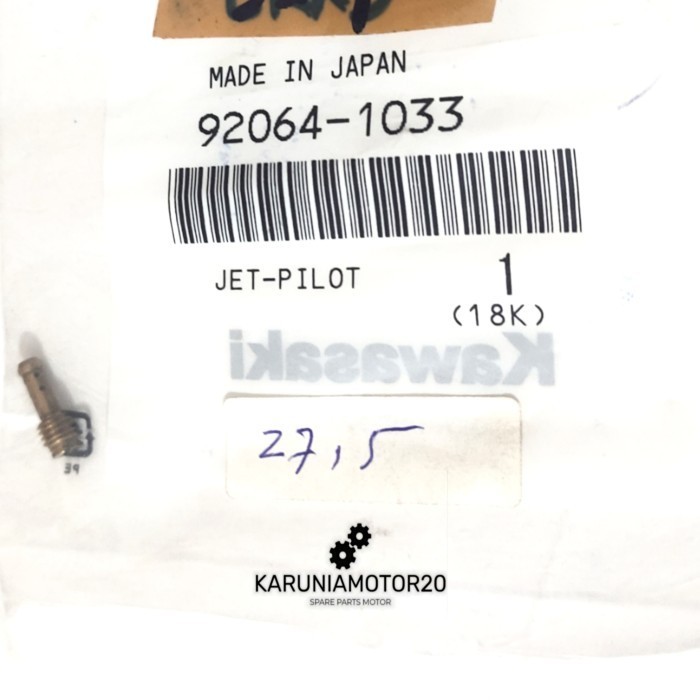 MADE IN JAPAN
92064-1033
JET-PILOT 1
(18K)
Kawasaki
27,5
KARUNIAMOTOR20
SPARE PARTS MOTOR